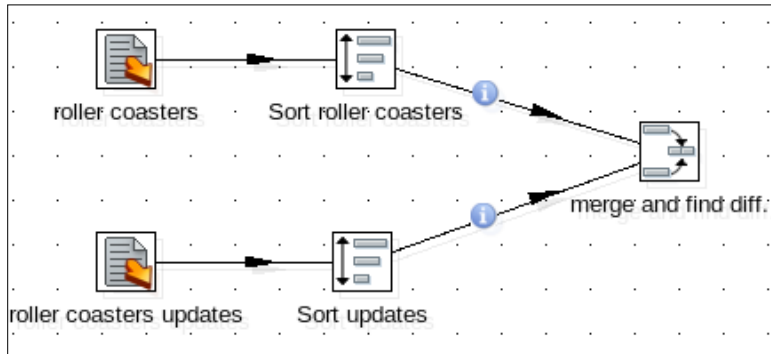 roller coasters
Sort roller coasters
merge and find diff.
roller coasters updates
Sort updates